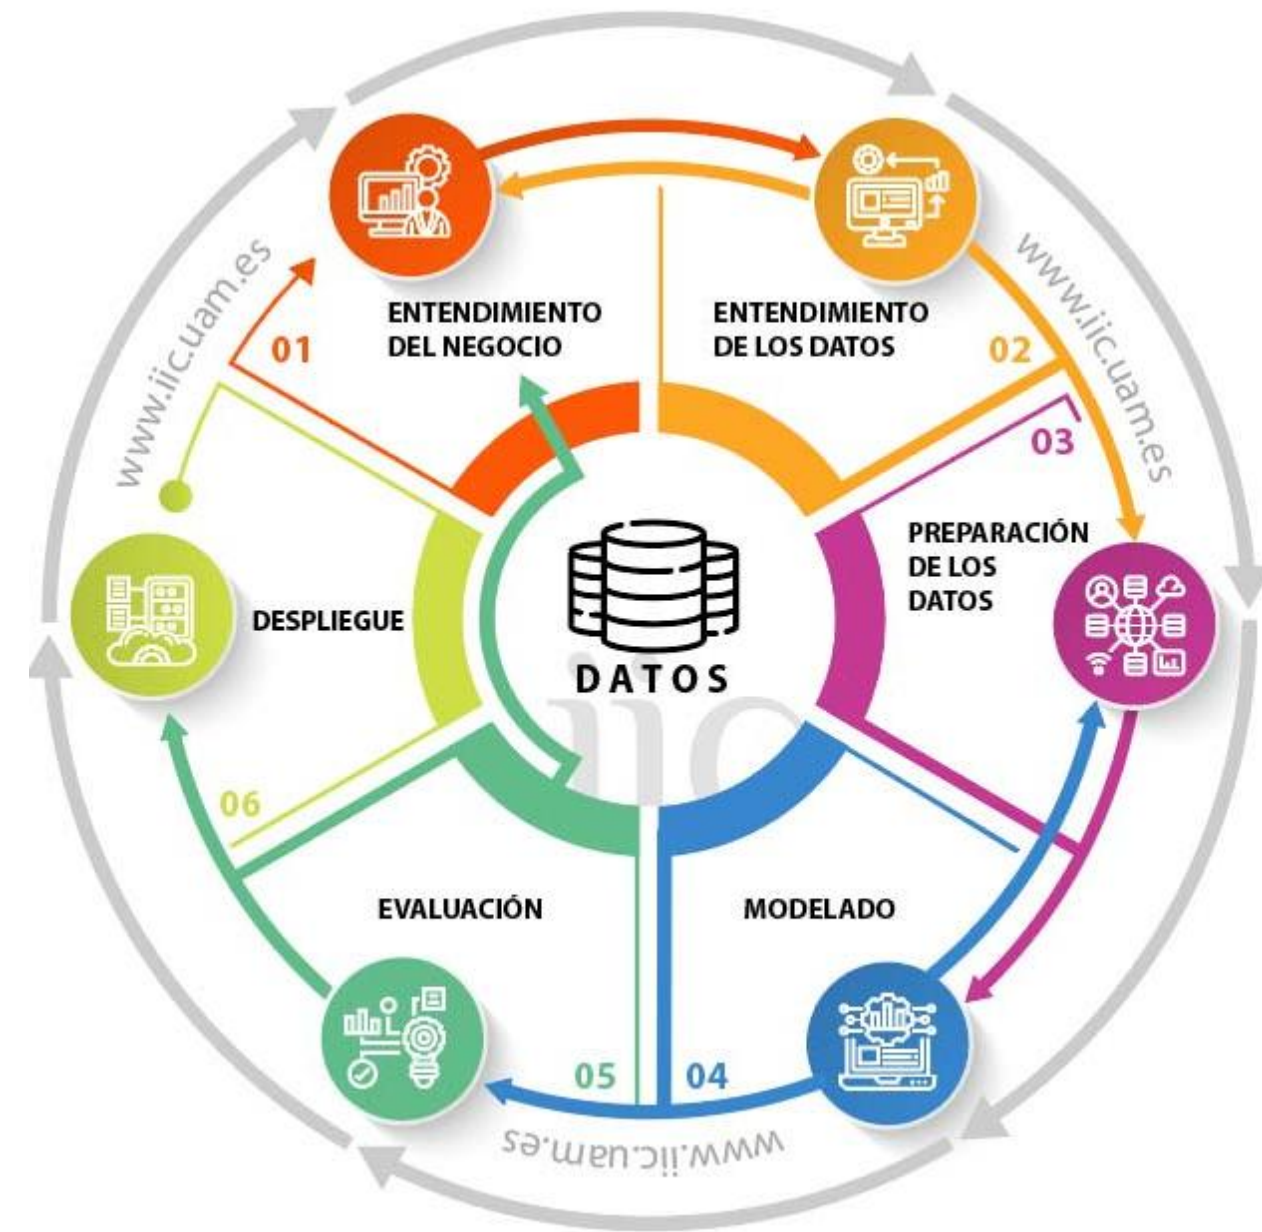 01
ENTENDIMIENTO
DEL NEGOCIO
ENTENDIMIENTO
DE LOS DATOS
02
03
PREPARACIÓN
DE LOS
DATOS
04
MODELADO
05
EVALUACIÓN
06
DESPLIEGUE
DATOS
iic
www.iic.uam.es
www.iic.uam.es
www.iic.uam.es